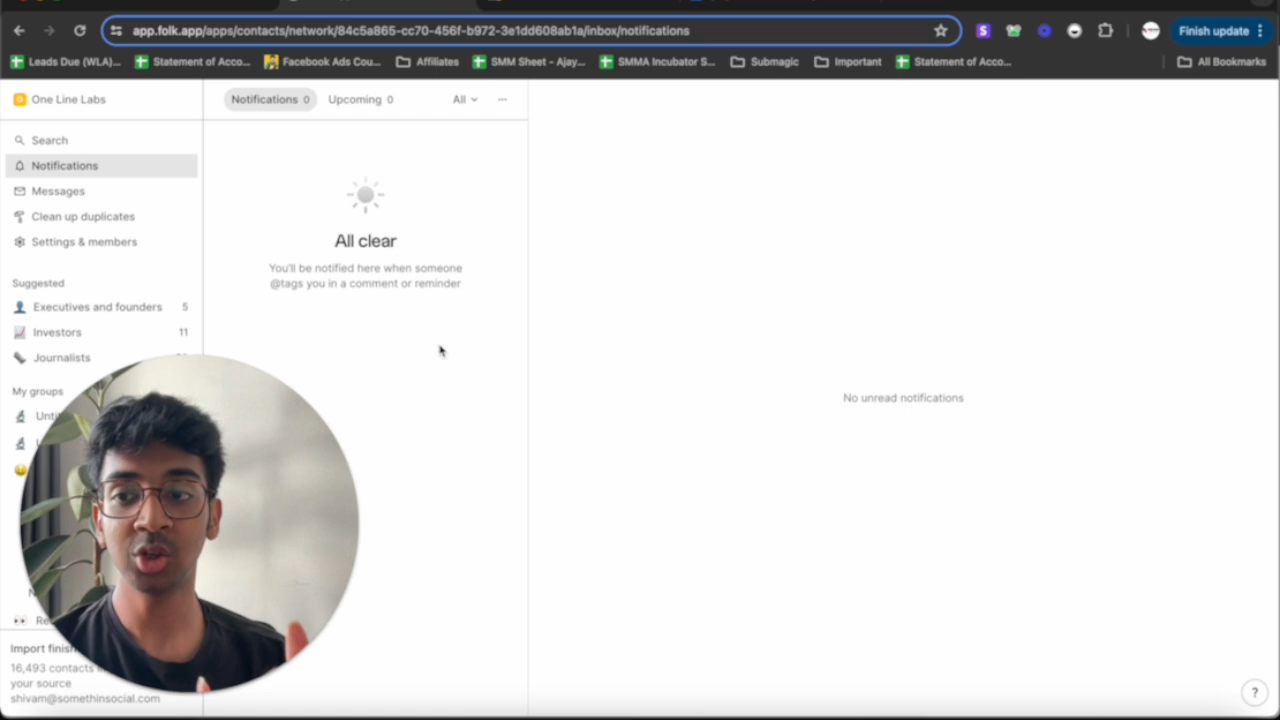 app.folk.app/apps/contacts/network/84c5a865-cc70-456f-b972-3e1dd608ab1a/inbox/notifications
Finish update
Leads Due (WLA)...
Statement of Acco...
Facebook Ads Cou...
Affiliates
SMM Sheet - Ajay...
SMMA Incubator S...
Submagic
Important
Statement of Acco...
All Bookmarks
One Line Labs
Notifications 0
Upcoming 0
All
Search
Notifications
Messages
Clean up duplicates
Settings & members
Suggested
Executives and founders 5
Investors 11
Journalists
My groups
All clear
You'll be notified here when someone
@tags you in a comment or reminder
No unread notifications
Import finish
16,493 contacts
your source
shivam@somethinsocial.com
?